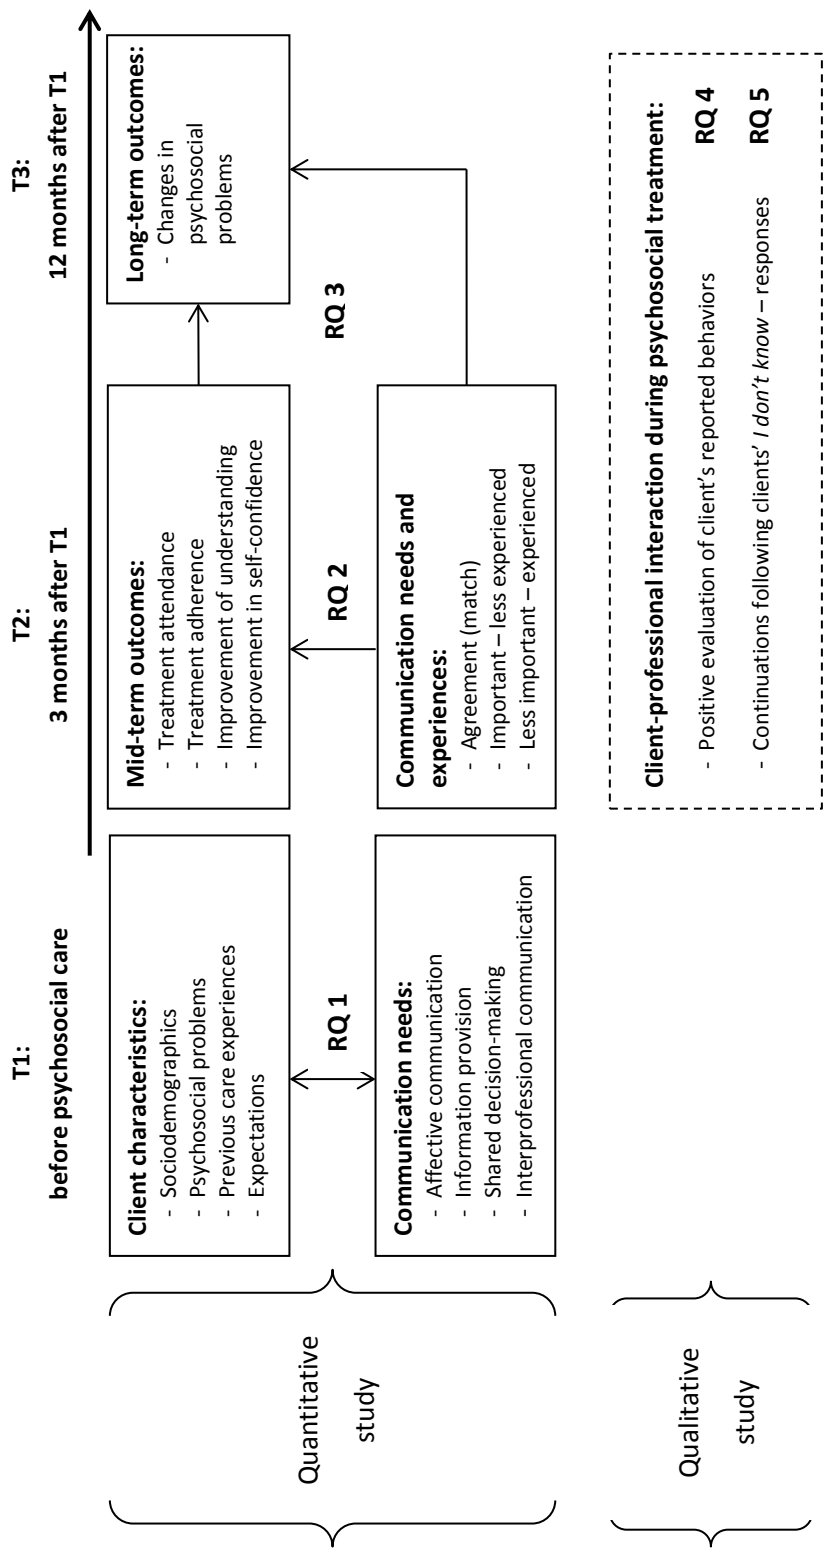 T1:
before psychosocial care
T2:
3 months after T1
T3:
12 months after T1
Quantitative
study
Client characteristics:
- Sociodemographics
- Psychosocial problems
- Previous care experiences
- Expectations
RQ 1
Communication needs:
- Affective communication
- Information provision
- Shared decision-making
- Interprofessional communication
Mid-term outcomes:
- Treatment attendance
- Treatment adherence
- Improvement of understanding
- Improvement in self-confidence
RQ 2
Communication needs and
experiences:
- Agreement (match)
- Important – less experienced
- Less important – experienced
Long-term outcomes:
- Changes in
psychosocial
problems
RQ 3
Qualitative
study
Client-professional interaction during psychosocial treatment:
- Positive evaluation of client's reported behaviors RQ 4
- Continuations following clients' I don't know – responses RQ 5